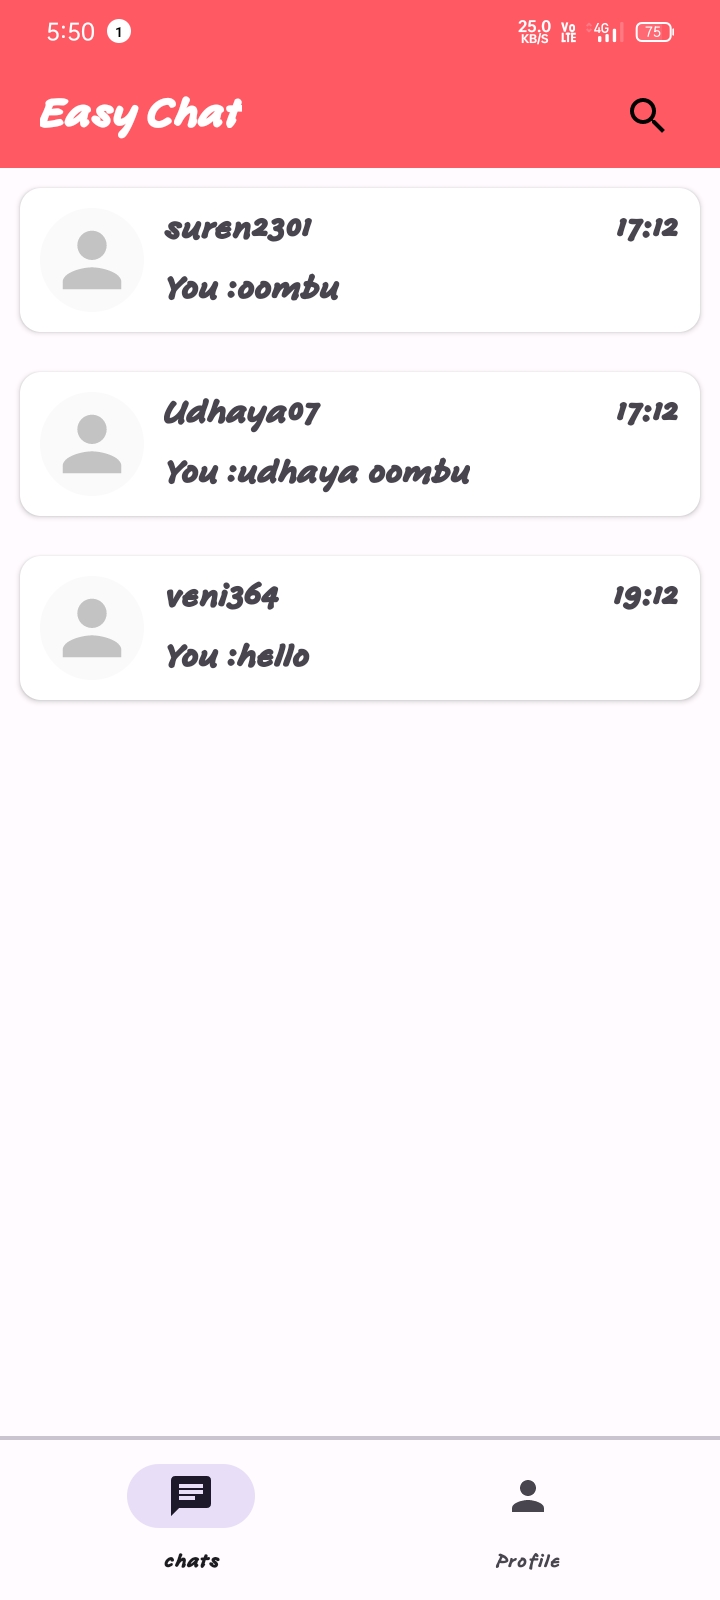 5:50 1 25.0 KB/S Vo LTE 4G 75
Easy Chat
suren2301 17:12
You :oombu
Udhaya07 17:12
You :udhaya oombu
veni364 19:12
You :hello
chats Profile